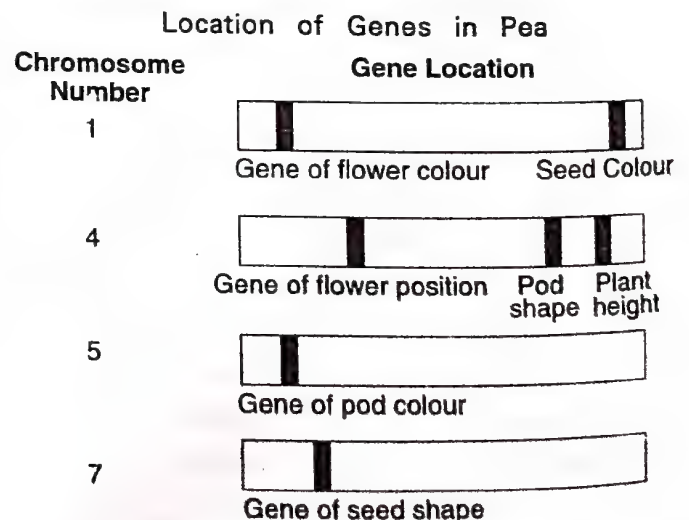 Location of Genes in Pea
Chromosome Number
Gene Location
1
Gene of flower colour
Seed Colour
4
Gene of flower position
Pod shape
Plant height
5
Gene of pod colour
7
Gene of seed shape